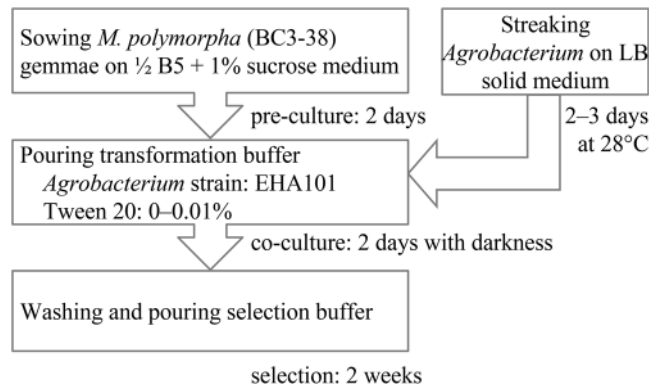 Sowing M. polymorpha (BC3-38)
gemmae on ½ B5 + 1% sucrose medium
Streaking
Agrobacterium on LB
solid medium
pre-culture: 2 days
2–3 days
at 28°C
Pouring transformation buffer
Agrobacterium strain: EHA101
Tween 20: 0–0.01%
co-culture: 2 days with darkness
Washing and pouring selection buffer
selection: 2 weeks